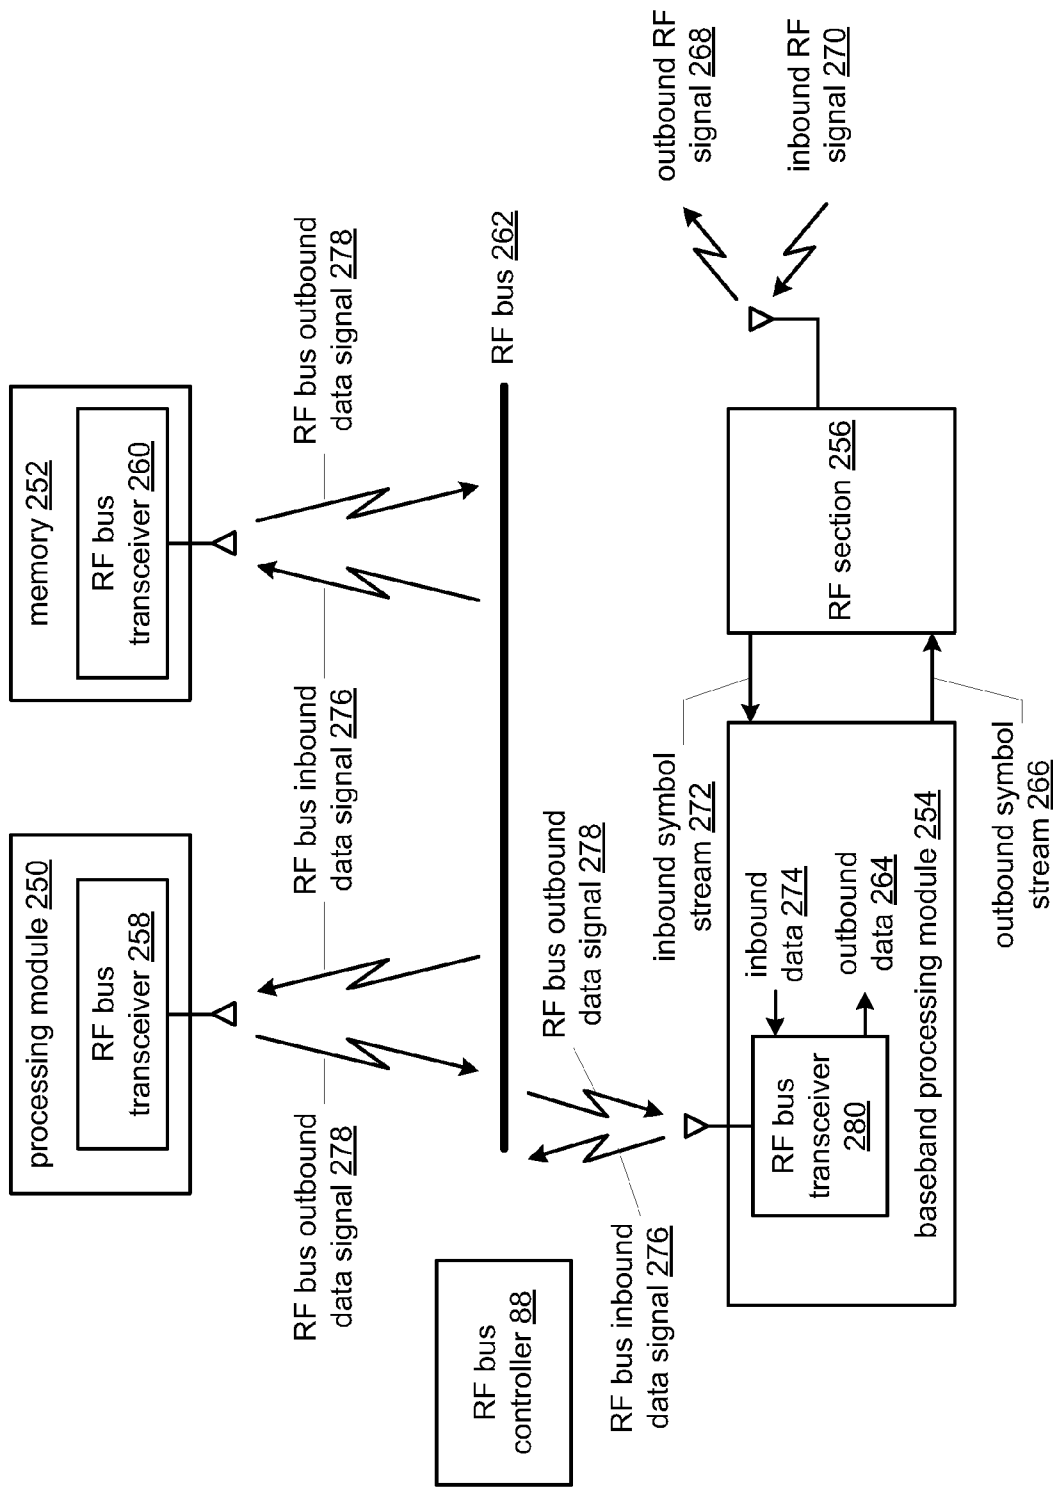 processing module 250
RF bus
transceiver 258
memory 252
RF bus
transceiver 260
RF bus outbound
data signal 278
RF bus inbound
data signal 276
RF bus outbound
data signal 278
RF bus 262
RF bus
controller 88
RF bus inbound
data signal 276
RF bus outbound
data signal 278
inbound symbol
stream 272
outbound RF
signal 268
inbound RF
signal 270
RF bus
transceiver
280
inbound
data 274
outbound
data 264
baseband processing module 254
RF section 256
outbound symbol
stream 266